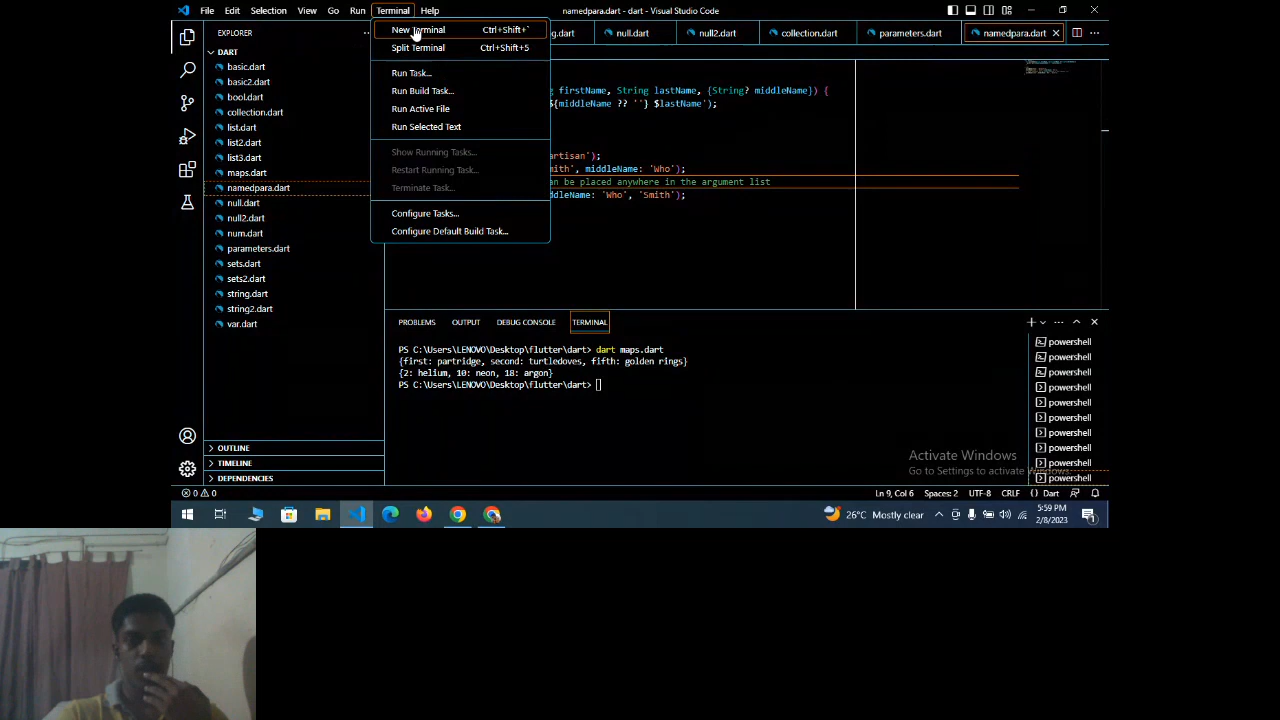 File Edit Selection View Go Run Terminal Help
namedpara.dart - dart - Visual Studio Code
EXPLORER
DART
basic.dart
basic2.dart
bool.dart
collection.dart
list.dart
list2.dart
list3.dart
maps.dart
namedpara.dart
null.dart
null2.dart
num.dart
parameters.dart
sets.dart
sets2.dart
string.dart
string2.dart
var.dart
OUTLINE
TIMELINE
DEPENDENCIES
New Terminal Ctrl+Shift+`
Split Terminal Ctrl+Shift+5
Run Task...
Run Build Task...
Run Active File
Run Selected Text
Show Running Tasks...
Restart Running Task...
Terminate Task...
Configure Tasks...
Configure Default Build Task...
g.dart null.dart null2.dart collection.dart parameters.dart namedpara.dart
g firstName, String lastName, {String? middleName}) {
${middleName ?? ''} $lastName');
artisan');
mith', middleName: 'Who');
an be placed anywhere in the argument list
ddleName: 'Who', 'Smith');
PROBLEMS OUTPUT DEBUG CONSOLE TERMINAL
PS C:\Users\LENOVO\Desktop\flutter\dart> dart maps.dart
{first: partridge, second: turtledoves, fifth: golden rings}
{2: helium, 10: neon, 18: argon}
PS C:\Users\LENOVO\Desktop\flutter\dart>
powershell
powershell
powershell
powershell
powershell
powershell
powershell
powershell
powershell
powershell
Activate Windows
Go to Settings to activate Windows.
0 0
Ln 9, Col 6 Spaces: 2 UTF-8 CRLF { } Dart
26°C Mostly clear
5:59 PM
2/8/2023
1